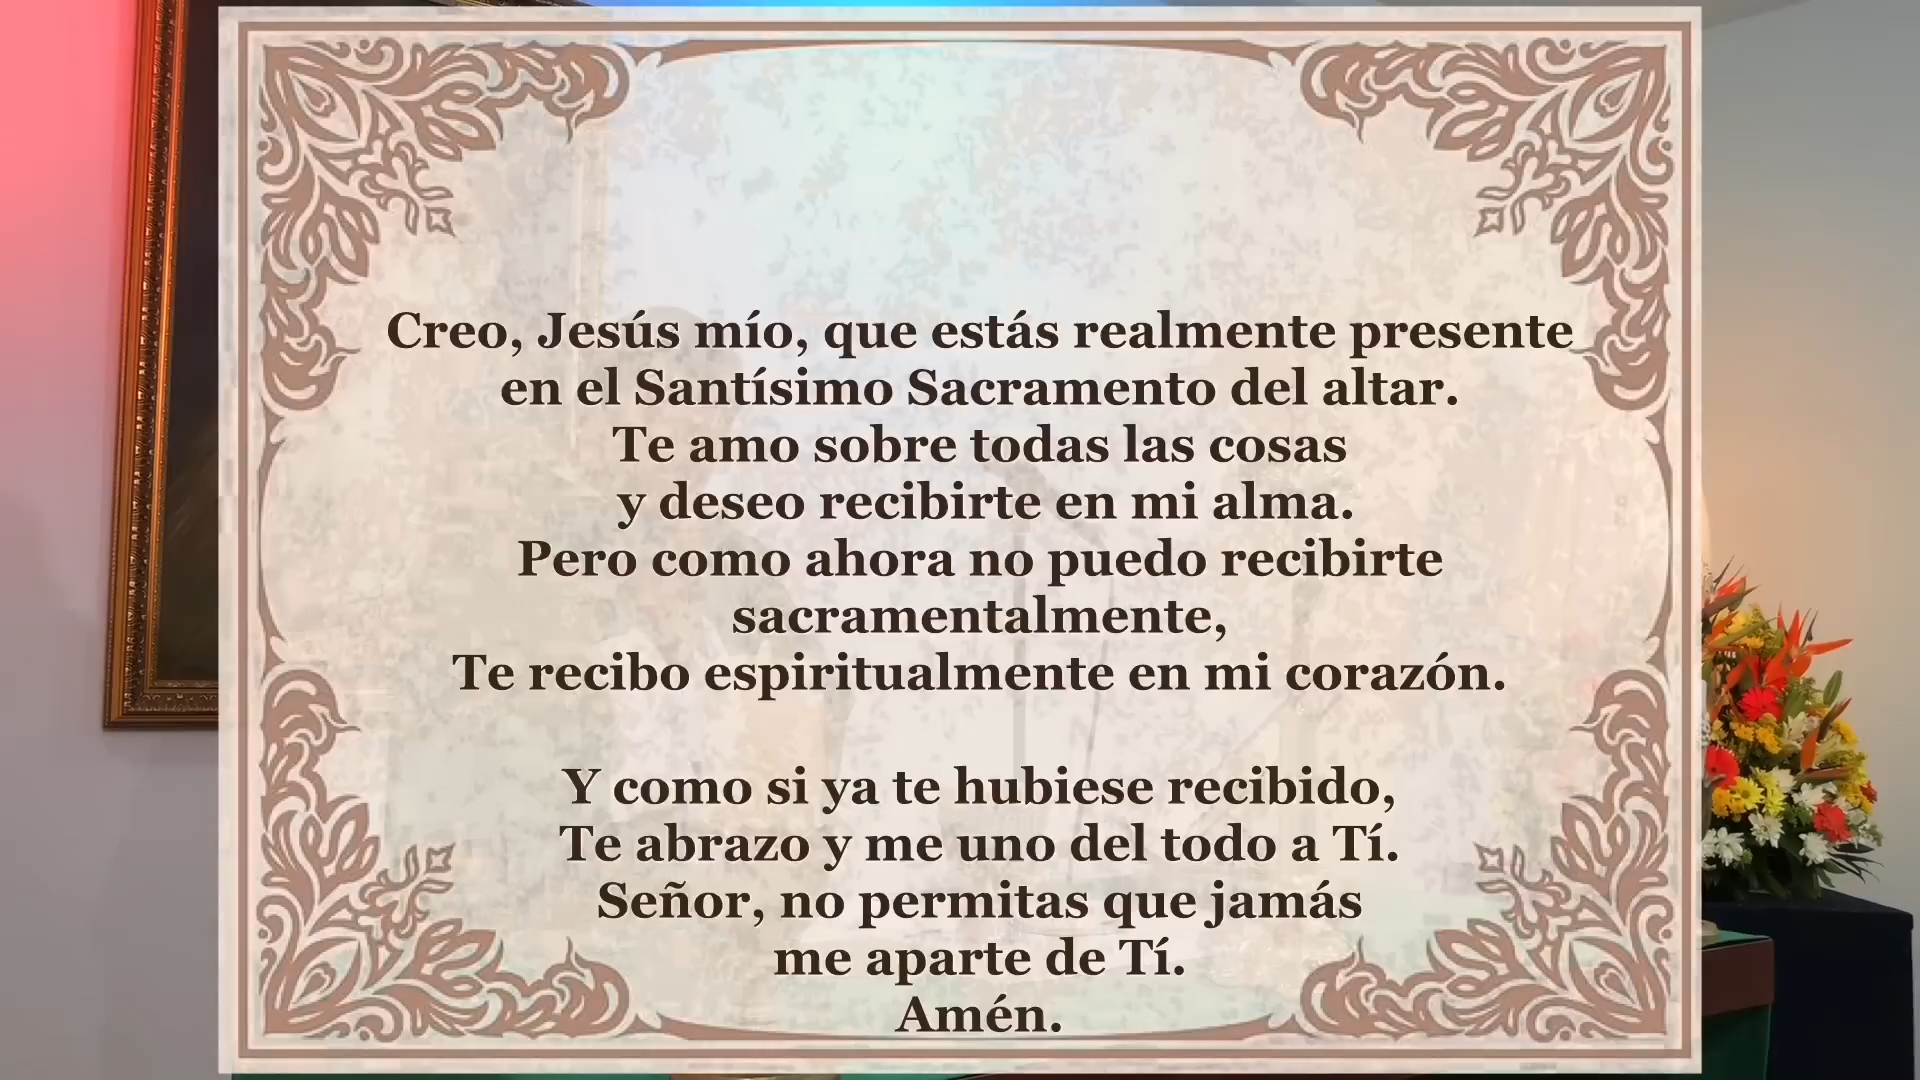 Creo, Jesús mío, que estás realmente presente
en el Santísimo Sacramento del altar.
Te amo sobre todas las cosas
y deseo recibirte en mi alma.
Pero como ahora no puedo recibirte
sacramentalmente,
Te recibo espiritualmente en mi corazón.
Y como si ya te hubiese recibido,
Te abrazo y me uno del todo a Tí.
Señor, no permitas que jamás
me aparte de Tí.
Amén.